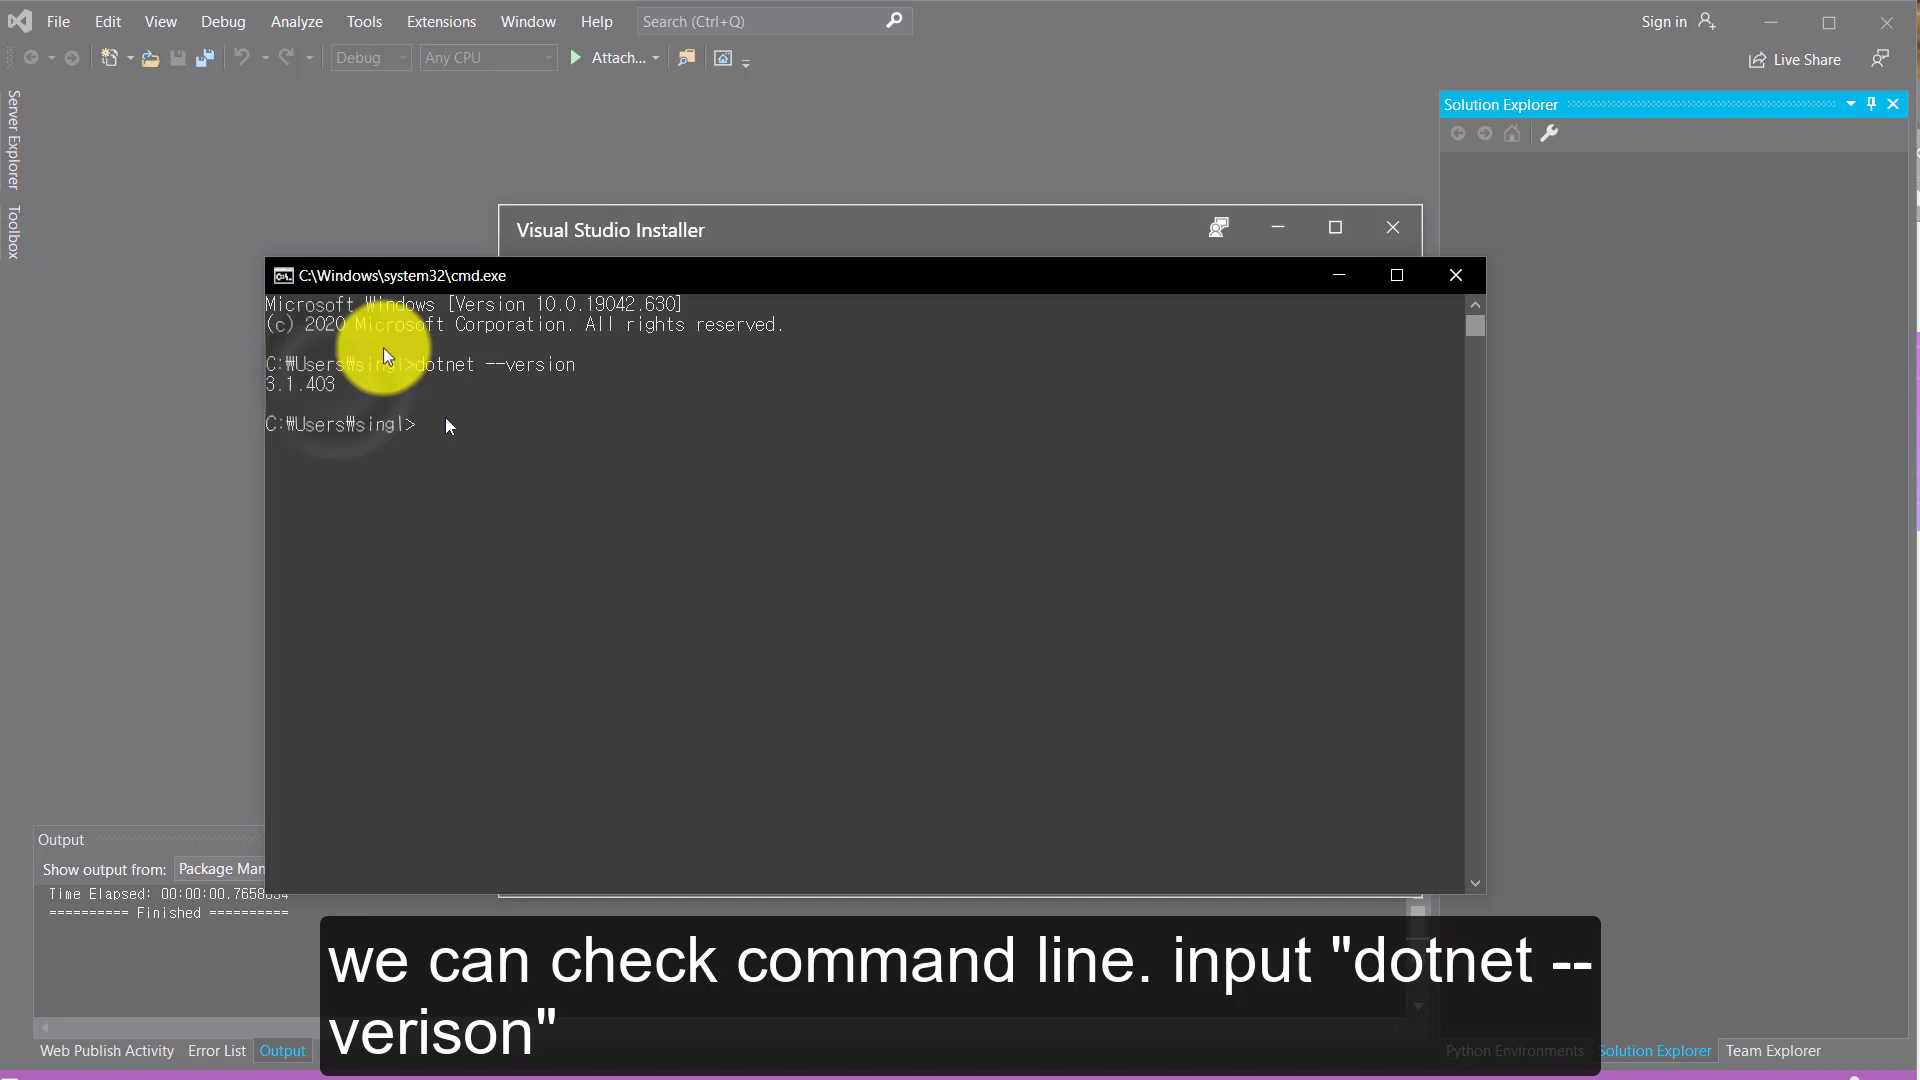 File Edit View Debug Analyze Tools Extensions Window Help Search (Ctrl+Q) Sign in
Debug Any CPU Attach... Live Share
Server Explorer
Toolbox
Solution Explorer
Visual Studio Installer
C:\Windows\system32\cmd.exe
Microsoft Windows [Version 10.0.19042.630]
(c) 2020 Microsoft Corporation. All rights reserved.
C:₩Users₩singl>dotnet --version
3.1.403
C:₩Users₩singl>
Output
Show output from: Package Man
Time Elapsed:
========== Finished ==========
we can check command line. input "dotnet --
verison"
Web Publish Activity Error List Output Python Environments Solution Explorer Team Explorer